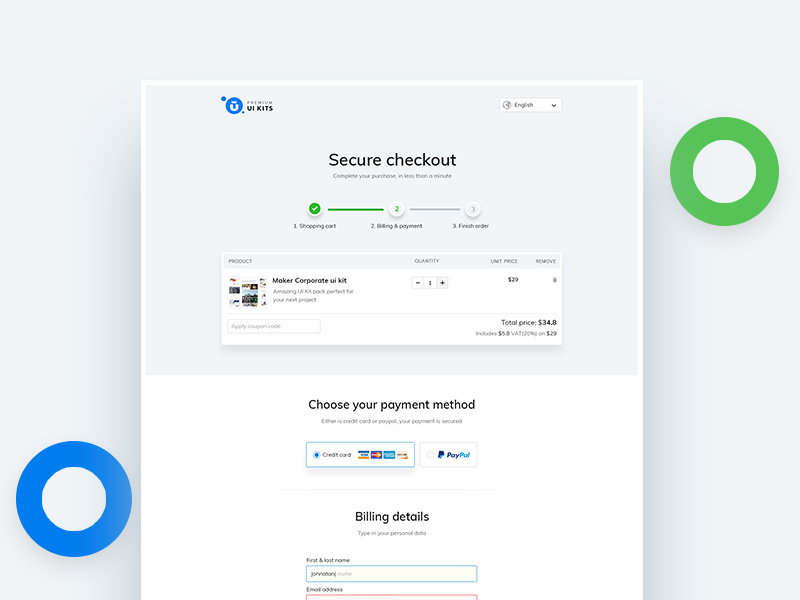 PREMIUM
UI KITS
English
Secure checkout
Complete your purchase, in less than a minute
2
3
1. Shopping cart
2. Billing & payment
3. Finish order
PRODUCT
QUANTITY
UNIT PRICE
REMOVE
Maker Corporate ui kit
Amazing UI Kit pack perfect for
your next project
- 1 +
$29
Apply coupon code
Total price: $34.8
Includes $5.8 VAT(20%) on $29
Choose your payment method
Either is credit card or paypal, your payment is secured.
Credit card
VISA
PayPal
Billing details
Type in your personal data
First & last name
Johnaton| name
Email address